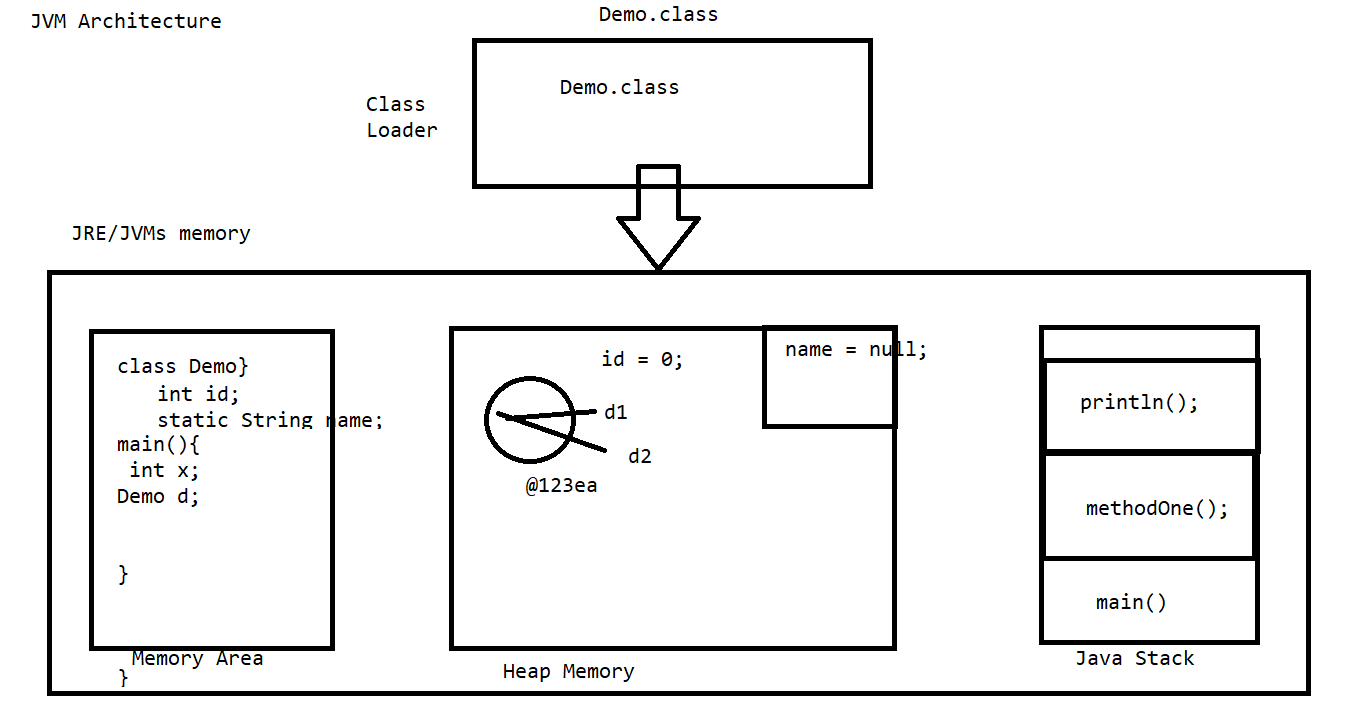 JVM Architecture
Demo.class
Demo.class
Class
Loader
JRE/JVMs memory
class Demo}
int id;
static String name;
main(){
int x;
Demo d;
}
}
Memory Area
id = 0;
name = null;
d1
d2
@123ea
Heap Memory
println();
methodOne();
main()
Java Stack